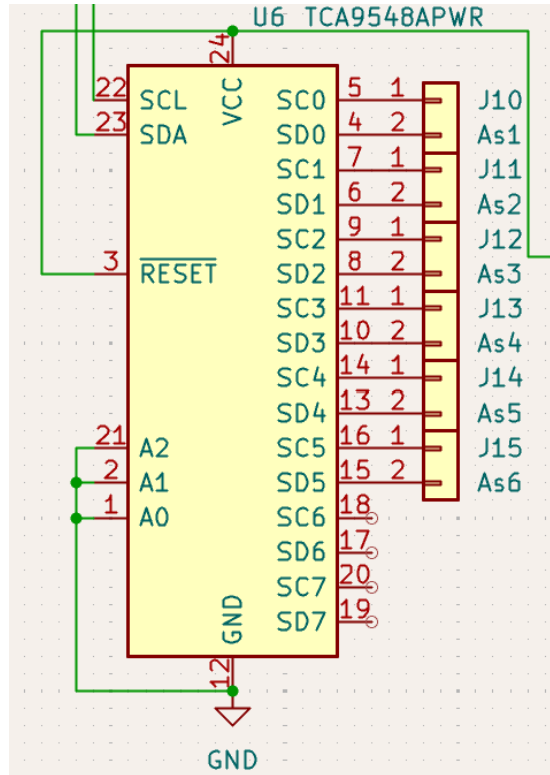 U6 TCA9548APWR
24
22 SCL VCC SC0 5 1 J10
23 SDA SD0 4 2 As1
SC1 7 1 J11
SD1 6 2 As2
SC2 9 1 J12
3 RESET SD2 8 2 As3
SC3 11 1 J13
SD3 10 2 As4
SC4 14 1 J14
SD4 13 2 As5
21 A2 SC5 16 1 J15
2 A1 SD5 15 2 As6
1 A0 SC6 18
SD6 17
SC7 20
GND SD7 19
12
GND